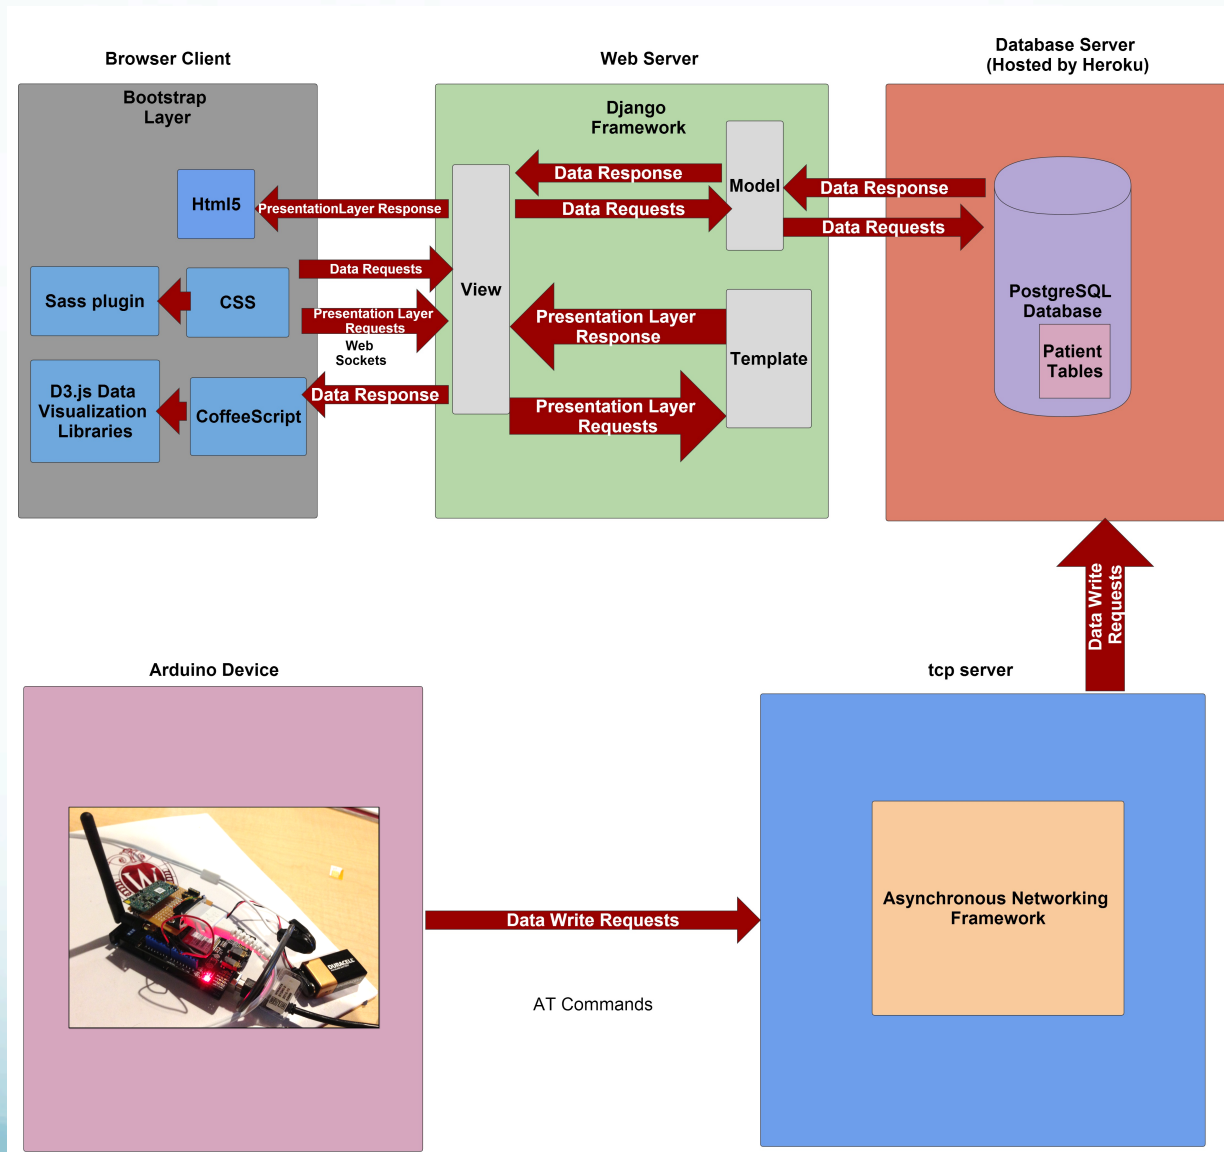 Browser Client
Web Server
Database Server
(Hosted by Heroku)
Bootstrap
Layer
Html5
PresentationLayer Response
Data Requests
Sass plugin
CSS
Presentation Layer
Requests
Web
Sockets
D3.js Data
Visualization
Libraries
CoffeeScript
Data Response
Django
Framework
Data Response
Data Requests
Model
View
Presentation Layer
Response
Template
Presentation Layer
Requests
Data Response
Data Requests
PostgreSQL
Database
Patient
Tables
Data Write
Requests
Arduino Device
tcp server
W
DURACELL
Data Write Requests
AT Commands
Asynchronous Networking
Framework